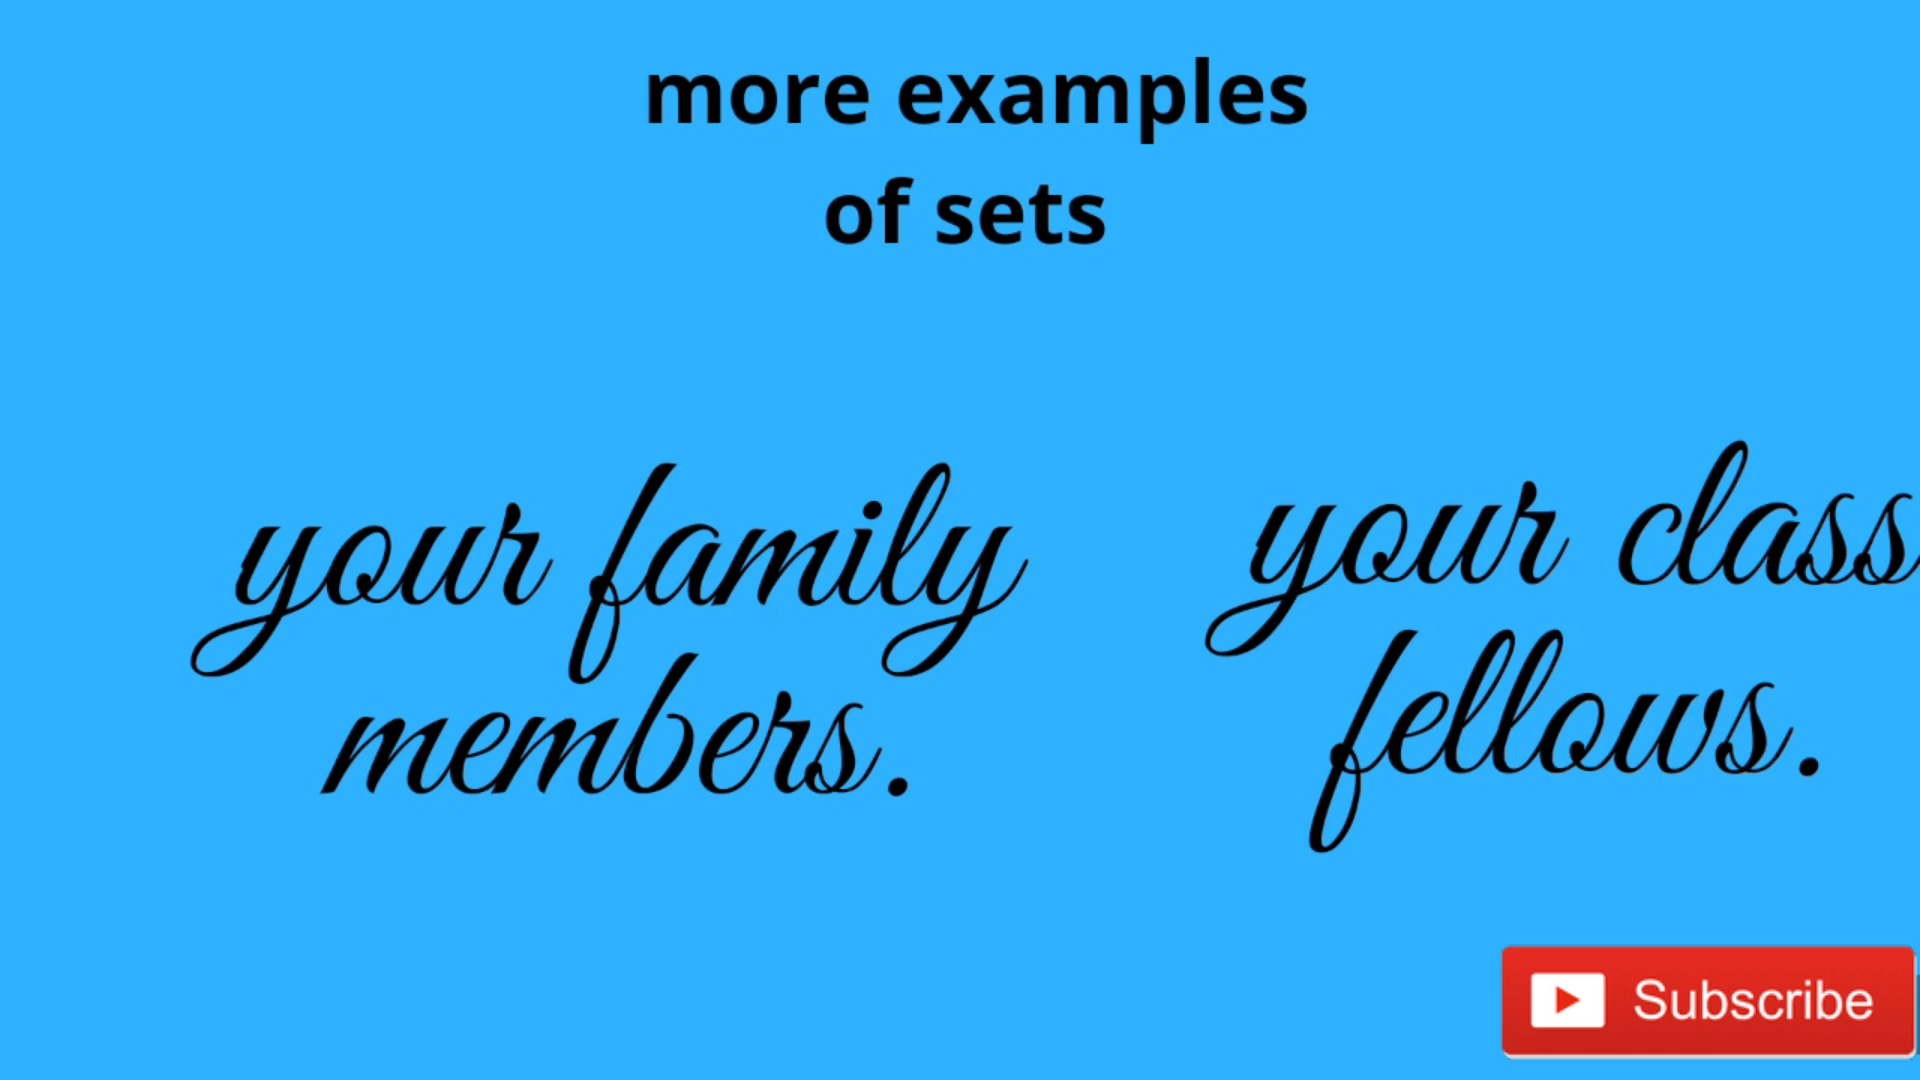 more examples
of sets
your family
members.
your class
fellows.
Subscribe